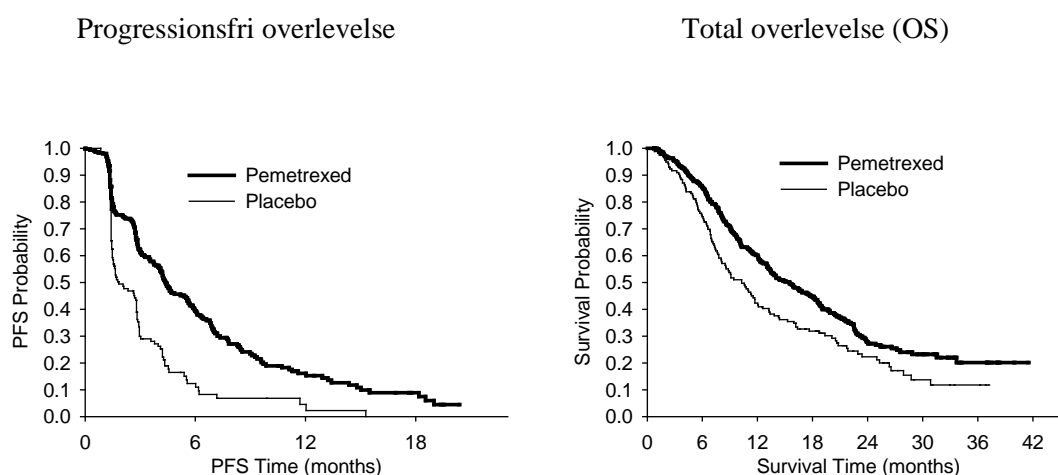 Progressionsfri overlevelse
Total overlevelse (OS)
1.0
0.9
0.8
0.7
0.6
0.5
0.4
0.3
0.2
0.1
0.0
PFS Probability
Pemetrexed
Placebo
0 6 12 18
PFS Time (months)
1.0
0.9
0.8
0.7
0.6
0.5
0.4
0.3
0.2
0.1
0.0
Survival Probability
Pemetrexed
Placebo
0 6 12 18 24 30 36 42
Survival Time (months)